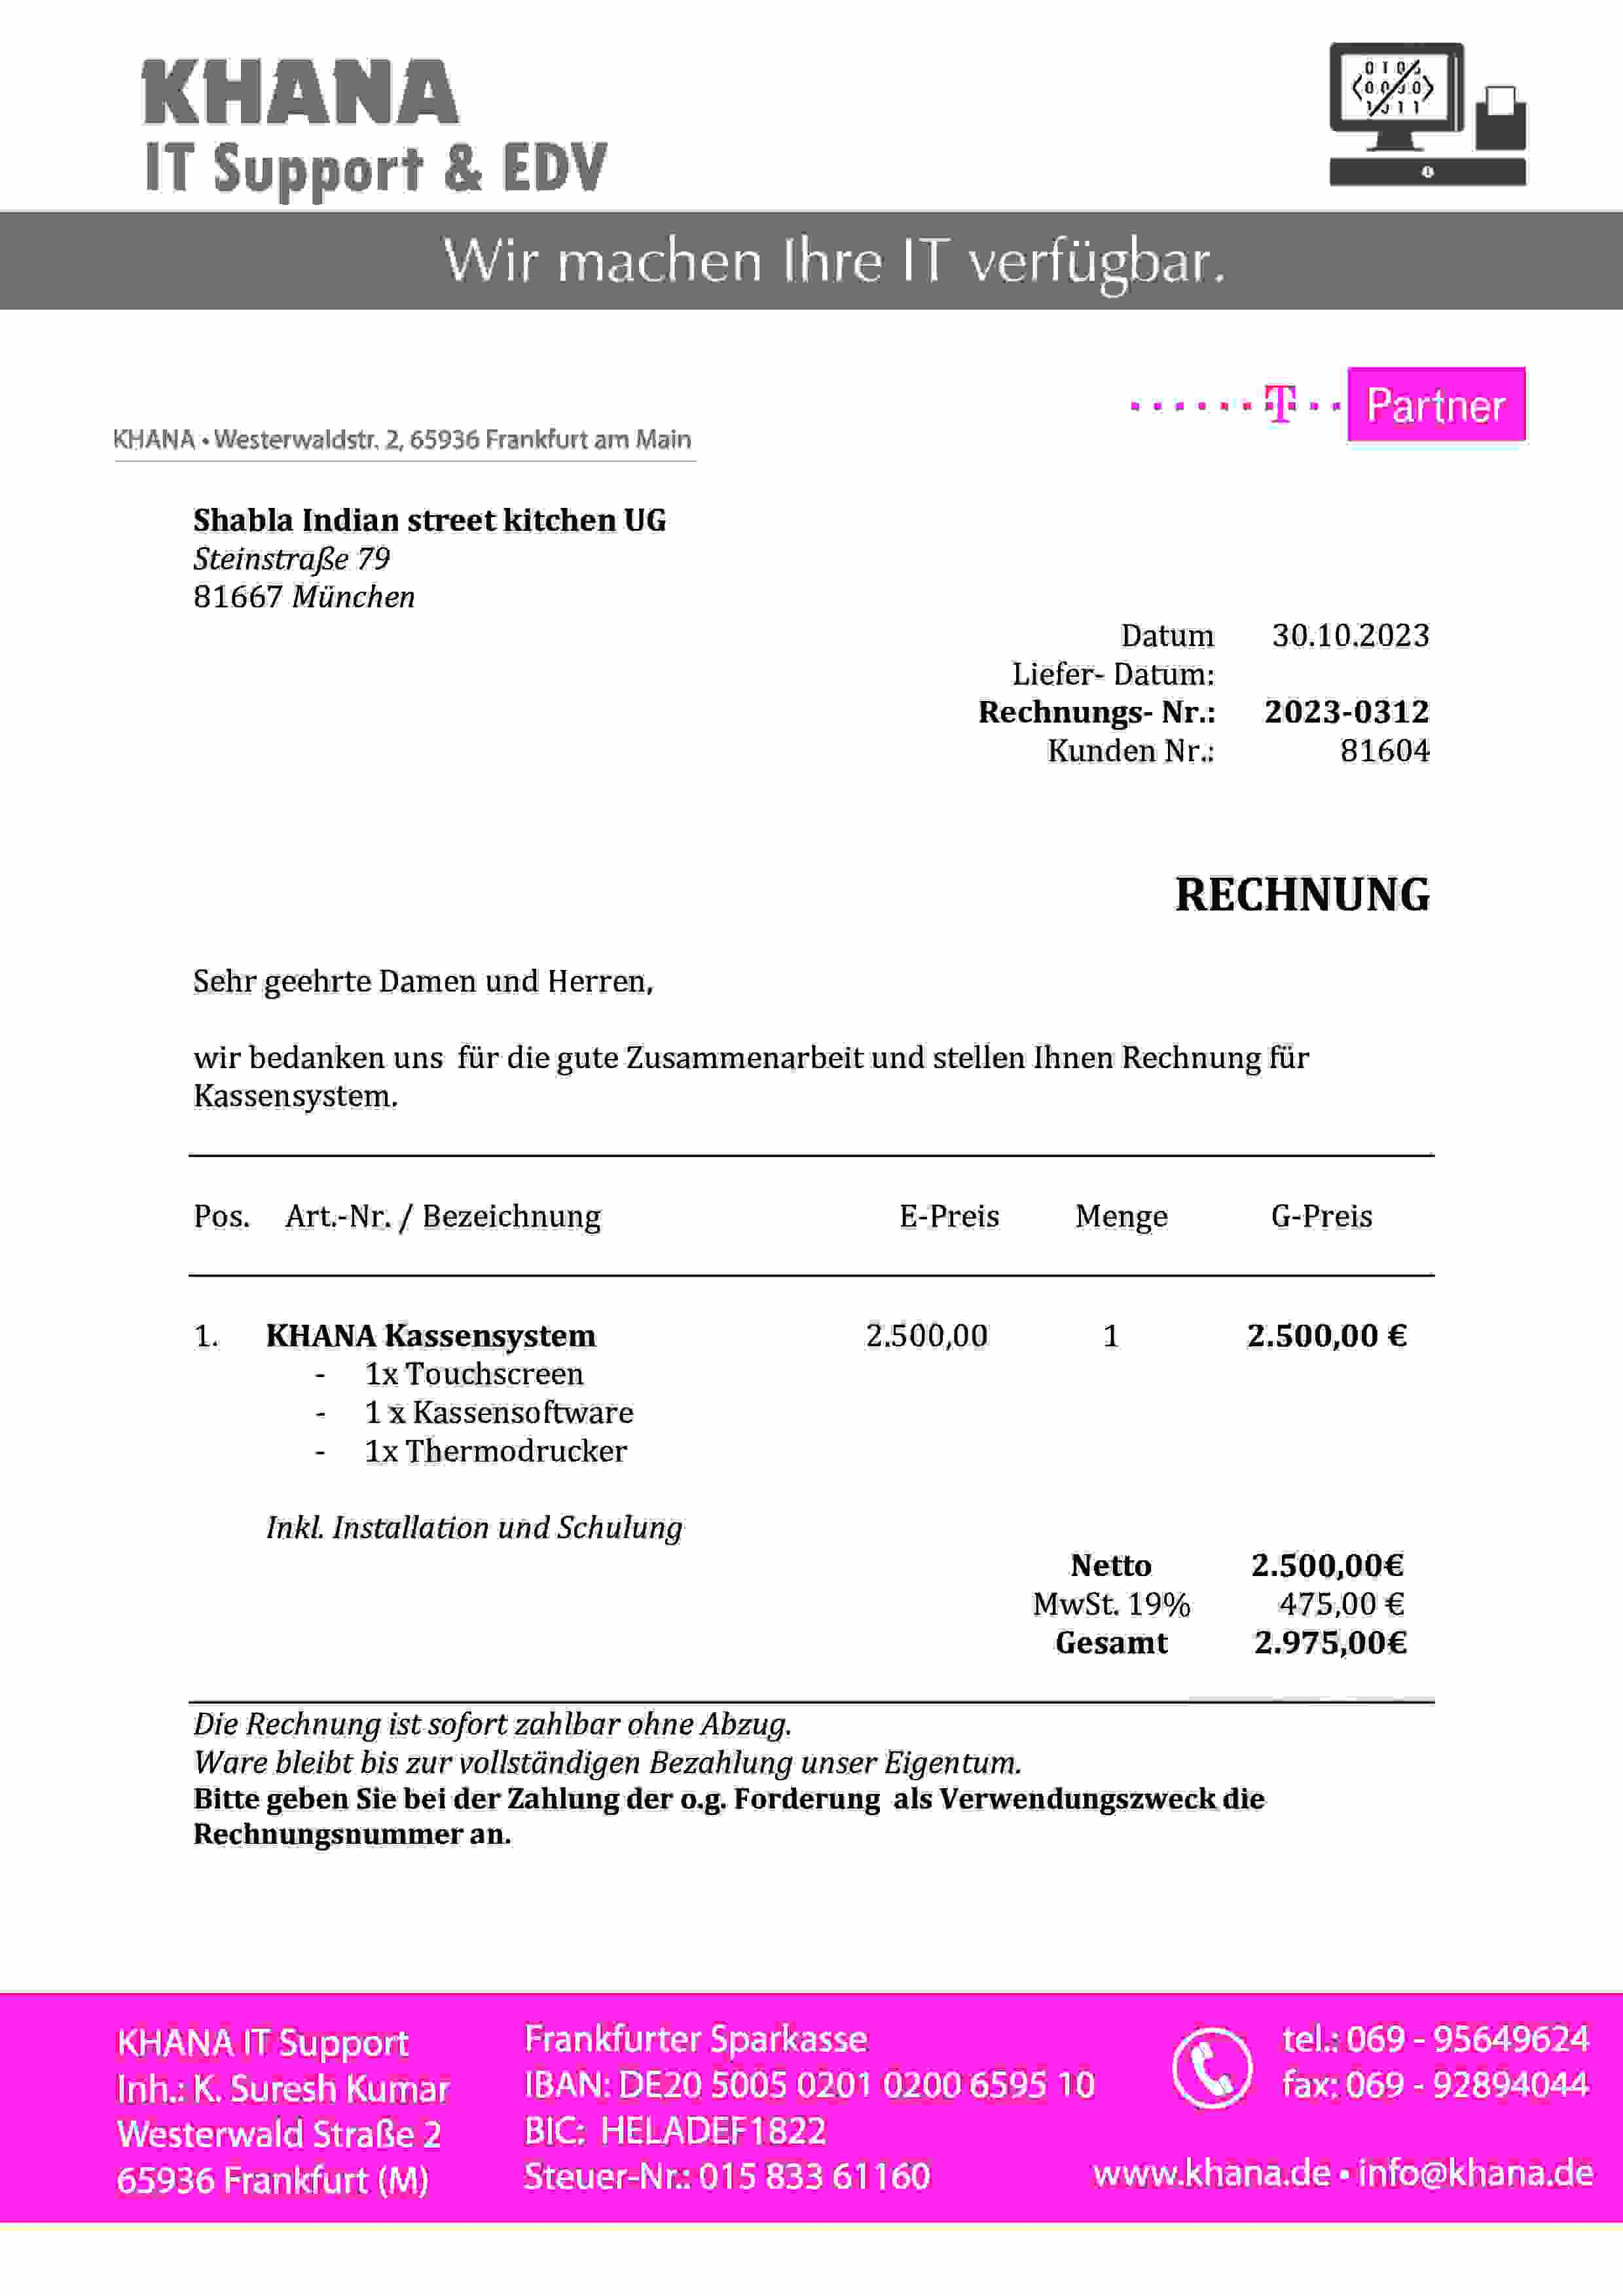 KHANA
IT Support & EDV
Wir machen Ihre IT verfügbar.
T Partner
KHANA • Westerwaldstr. 2, 65936 Frankfurt am Main
Shabla Indian street kitchen UG
Steinstraße 79
81667 München
Datum 30.10.2023
Liefer- Datum:
Rechnungs- Nr.: 2023-0312
Kunden Nr.: 81604
RECHNUNG
Sehr geehrte Damen und Herren,
wir bedanken uns für die gute Zusammenarbeit und stellen Ihnen Rechnung für
Kassensystem.
Pos. Art.-Nr. / Bezeichnung E-Preis Menge G-Preis
1. KHANA Kassensystem 2.500,00 1 2.500,00 €
- 1x Touchscreen
- 1 x Kassensoftware
- 1x Thermodrucker
Inkl. Installation und Schulung
Netto 2.500,00€
MwSt. 19% 475,00 €
Gesamt 2.975,00€
Die Rechnung ist sofort zahlbar ohne Abzug.
Ware bleibt bis zur vollständigen Bezahlung unser Eigentum.
Bitte geben Sie bei der Zahlung der o.g. Forderung als Verwendungszweck die
Rechnungsnummer an.
KHANA IT Support
Inh.: K. Suresh Kumar
Westerwald Straße 2
65936 Frankfurt (M)
Frankfurter Sparkasse
IBAN: DE20 5005 0201 0200 6595 10
BIC: HELADEF1822
Steuer-Nr.: 015 833 61160
tel.: 069 - 95649624
fax: 069 - 92894044
www.khana.de • info@khana.de